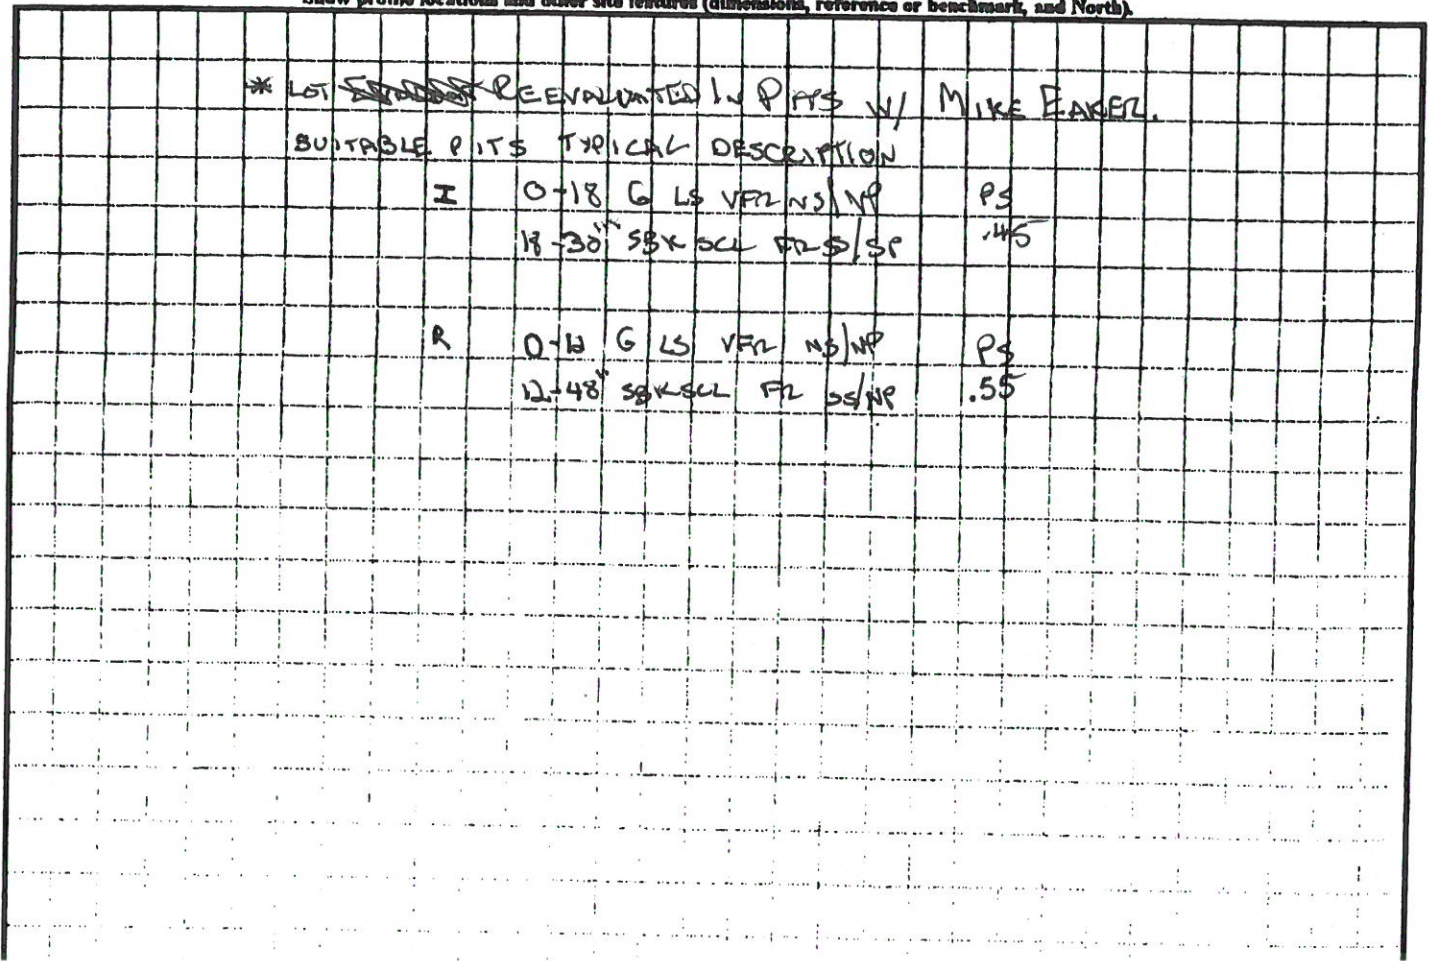 Show profile locations and other site features (dimensions, reference or benchmark, and North).
* LOT REEVALUATED IN PITS W/ MIKE EAKER.
SUITABLE PITS TYPICAL DESCRIPTION
I 0-18 G LS VFR NS/NP PS
18-30" SBK SCL FR SS/SP .45
R 0-12 G LS VFR NS/NP PS
12-48" SBK SCL FR SS/NP .55